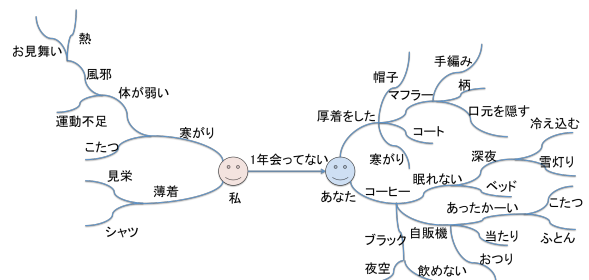 熱
お見舞い
風邪
体が弱い
運動不足
こたつ
寒がり
見栄
薄着
シャツ
私
1年会ってない
あなた
厚着をした
帽子
マフラー
手編み
柄
口元を隠す
コート
寒がり
コーヒー
眠れない
深夜
冷え込む
雪灯り
ベッド
あったかーい
こたつ
ふとん
自販機
当たり
おつり
ブラック
夜空
飲めない